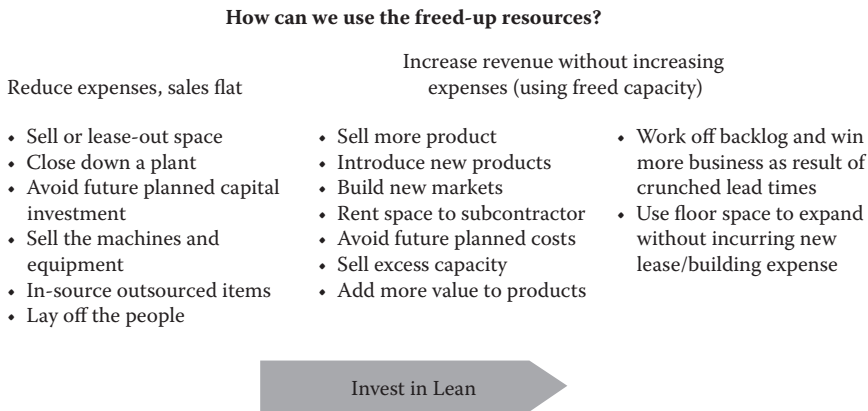 How can we use the freed-up resources?
Reduce expenses, sales flat
• Sell or lease-out space
• Close down a plant
• Avoid future planned capital
investment
• Sell the machines and
equipment
• In-source outsourced items
• Lay off the people
Increase revenue without increasing
expenses (using freed capacity)
• Sell more product
• Introduce new products
• Build new markets
• Rent space to subcontractor
• Avoid future planned costs
• Sell excess capacity
• Add more value to products
• Work off backlog and win
more business as result of
crunched lead times
• Use floor space to expand
without incurring new
lease/building expense
Invest in Lean